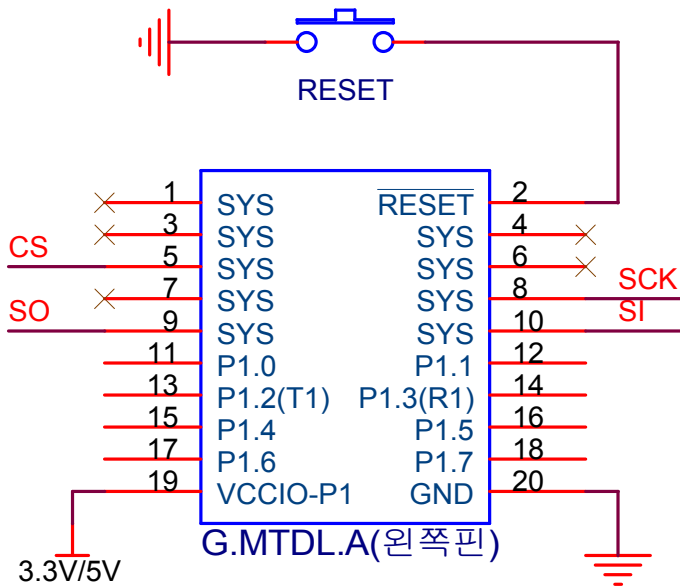 RESET
1 SYS RESET 2
3 SYS SYS 4
CS 5 SYS SYS 6
7 SYS SYS 8 SCK
SO 9 SYS SYS 10 SI
11 P1.0 P1.1 12
13 P1.2(T1) P1.3(R1) 14
15 P1.4 P1.5 16
17 P1.6 P1.7 18
19 VCCIO-P1 GND 20
G.MTDL.A(왼쪽핀)
3.3V/5V